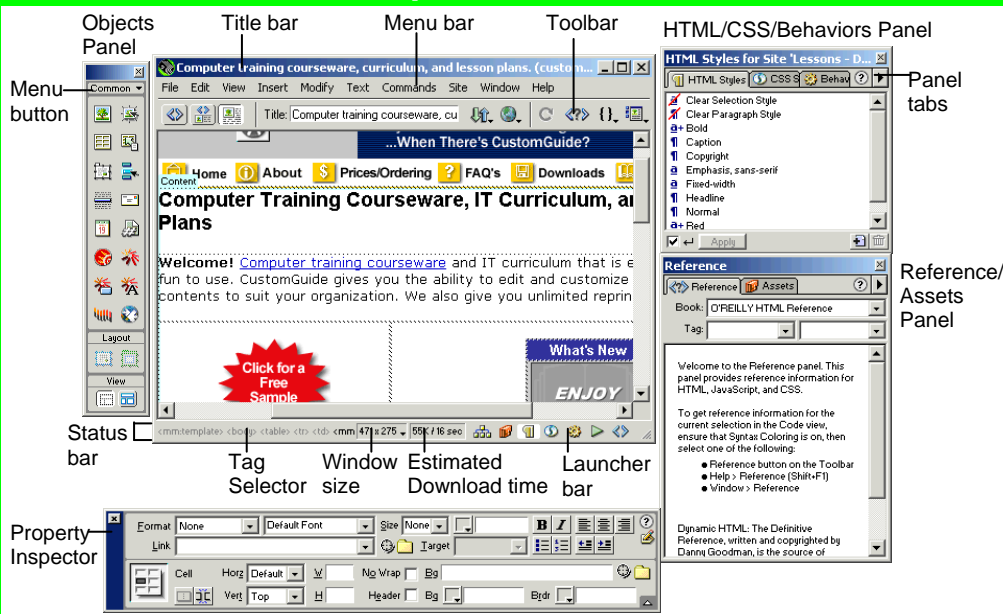 Objects Panel
Title bar
Menu bar
Toolbar
HTML/CSS/Behaviors Panel
Menu button
Panel tabs
Common
Computer training courseware, curriculum, and lesson plans. (custom...
File Edit View Insert Modify Text Commands Site Window Help
Title: Computer training courseware, cu
...When There's CustomGuide?
Home About Prices/Ordering FAQ's Downloads
Content
Computer Training Courseware, IT Curriculum, a
Plans
Welcome! Computer training courseware and IT curriculum that is e
fun to use. CustomGuide gives you the ability to edit and customize
contents to suit your organization. We also give you unlimited reprin
Click for a
Free
Sample
What's New
ENJOY
Layout
View
<mm:template> <body> <table> <tr> <td> <mm 471 x 275 55K / 16 sec
HTML Styles for Site 'Lessons - D...
HTML Styles CSS S Behav
Clear Selection Style
Clear Paragraph Style
a+ Bold
¶ Caption
¶ Copyright
a Emphasis, sans-serif
a Fixed-width
¶ Headline
¶ Normal
a+ Red
Apply
Reference
Reference Assets
Book: O'REILLY HTML Reference
Tag:
Welcome to the Reference panel. This
panel provides reference information for
HTML, JavaScript, and CSS.
To get reference information for the
current selection in the Code view,
ensure that Syntax Coloring is on, then
select one of the following:
● Reference button on the Toolbar
● Help > Reference (Shift+F1)
● Window > Reference
Dynamic HTML: The Definitive
Reference, written and copyrighted by
Danny Goodman, is the source of
Reference/
Assets
Panel
Status bar
Tag Selector
Window size
Estimated Download time
Launcher bar
Property Inspector
Format None Default Font Size None B I
Link Target
Cell Horz Default W No Wrap Bg
Vert Top H Header Bg Brdr